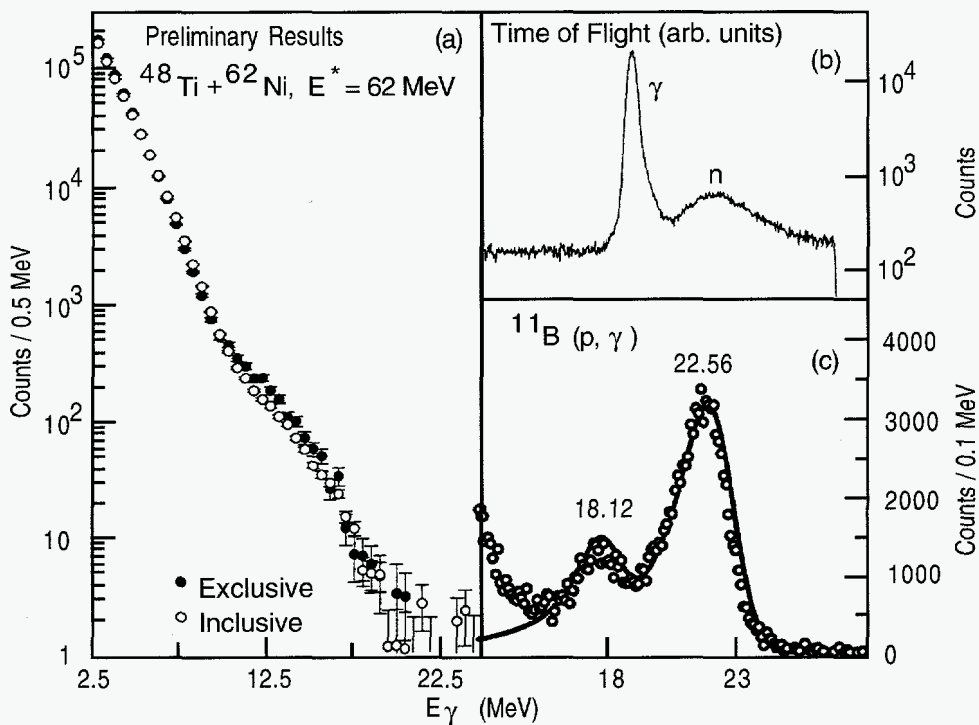 Preliminary Results (a)
48Ti + 62Ni, E* = 62 MeV
10^5
10^4
10^3
10^2
10
1
Counts / 0.5 MeV
Exclusive
Inclusive
2.5 12.5 22.5
Time of Flight (arb. units)
(b)
γ
n
10^4
10^3
10^2
Counts
11B (p, γ)
(c)
22.56
18.12
4000
3000
2000
1000
0
Counts / 0.1 MeV
18 23
Eγ (MeV)